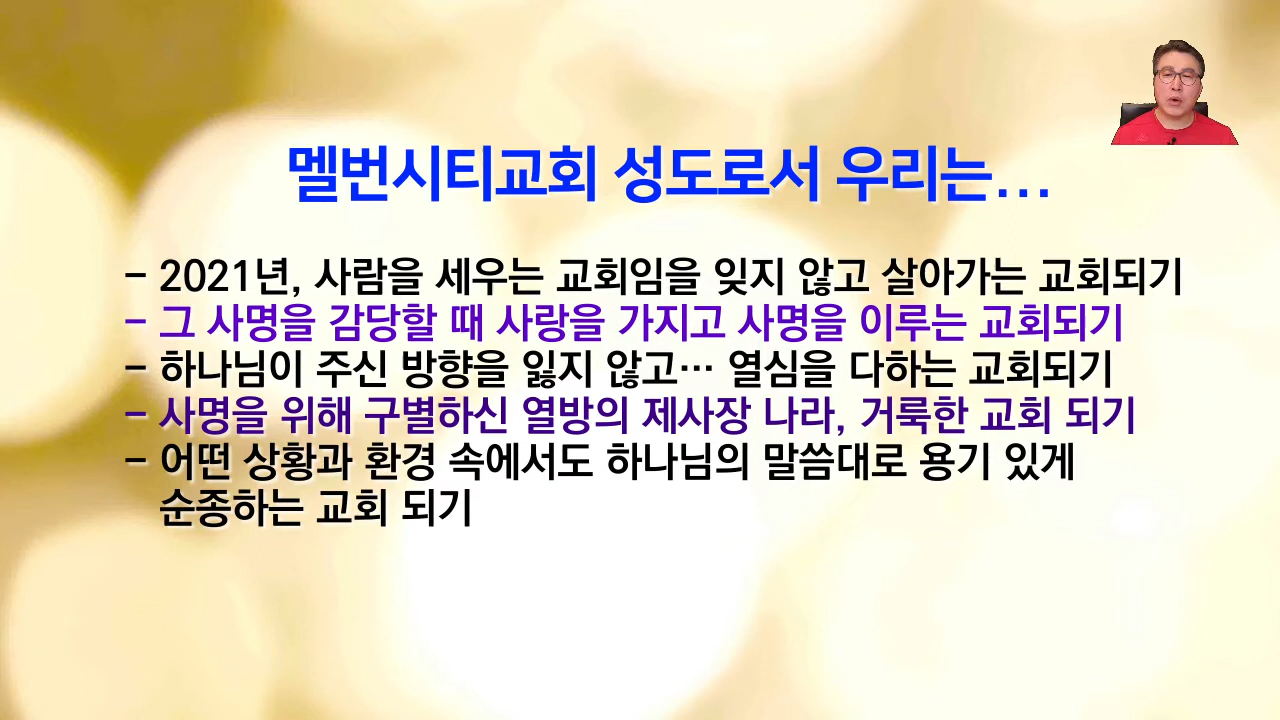 멜번시티교회 성도로서 우리는...
- 2021년, 사람을 세우는 교회임을 잊지 않고 살아가는 교회되기
- 그 사명을 감당할 때 사랑을 가지고 사명을 이루는 교회되기
- 하나님이 주신 방향을 잃지 않고… 열심을 다하는 교회되기
- 사명을 위해 구별하신 열방의 제사장 나라, 거룩한 교회 되기
- 어떤 상황과 환경 속에서도 하나님의 말씀대로 용기 있게
순종하는 교회 되기